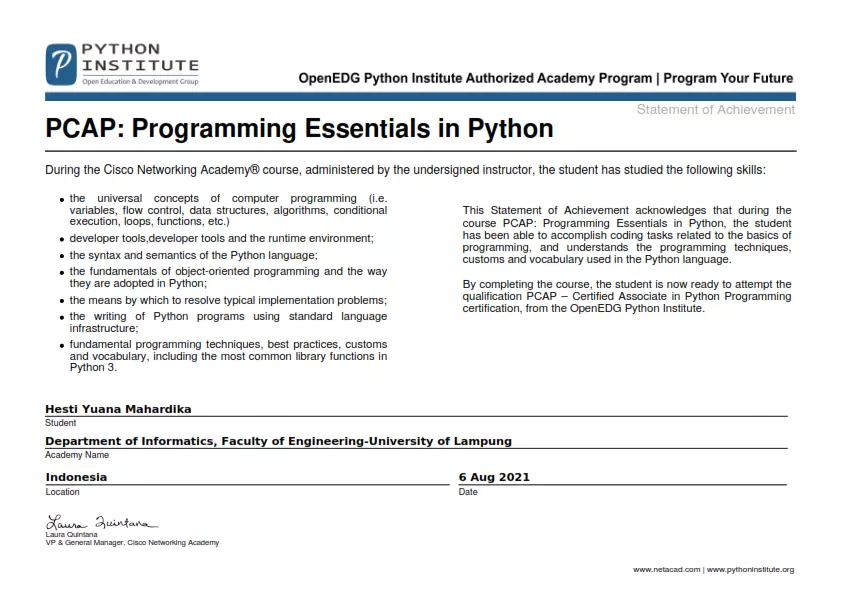 PYTHON
INSTITUTE
Open Education & Development Group
OpenEDG Python Institute Authorized Academy Program | Program Your Future
Statement of Achievement
PCAP: Programming Essentials in Python
During the Cisco Networking Academy® course, administered by the undersigned instructor, the student has studied the following skills:
• the universal concepts of computer programming (i.e.
variables, flow control, data structures, algorithms, conditional
execution, loops, functions, etc.)
• developer tools,developer tools and the runtime environment;
• the syntax and semantics of the Python language;
• the fundamentals of object-oriented programming and the way
they are adopted in Python;
• the means by which to resolve typical implementation problems;
• the writing of Python programs using standard language
infrastructure;
• fundamental programming techniques, best practices, customs
and vocabulary, including the most common library functions in
Python 3.
This Statement of Achievement acknowledges that during the
course PCAP: Programming Essentials in Python, the student
has been able to accomplish coding tasks related to the basics of
programming, and understands the programming techniques,
customs and vocabulary used in the Python language.
By completing the course, the student is now ready to attempt the
qualification PCAP – Certified Associate in Python Programming
certification, from the OpenEDG Python Institute.
Hesti Yuana Mahardika
Student
Department of Informatics, Faculty of Engineering-University of Lampung
Academy Name
Indonesia
Location
6 Aug 2021
Date
Laura Quintana
Laura Quintana
VP & General Manager, Cisco Networking Academy
www.netacad.com | www.pythoninstitute.org